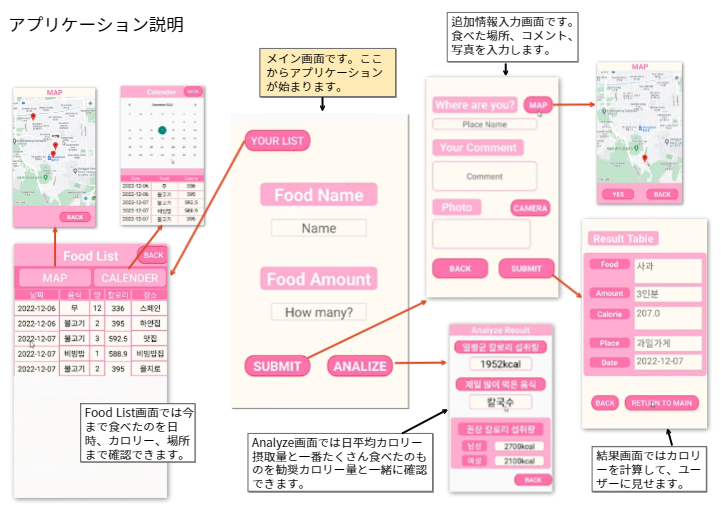 アプリケーション説明
追加情報入力画面です。
食べた場所、コメント、
写真を入力します。
メイン画面です。ここ
からアプリケーション
が始まります。
MAP
BACK
Calender
December 2022
Date Food Calorie
2022-12-06 무 336
2022-12-06 불고기 395
2022-12-07 불고기 592.5
2022-12-07 비빔밥 588.9
2022-12-07 불고기 395
YOUR LIST
Food Name
Name
Food Amount
How many?
SUBMIT
ANALIZE
Where are you?
MAP
Place Name
Your Comment
Comment
Photo
CAMERA
BACK
SUBMIT
MAP
YES
BACK
Food List
BACK
MAP
CALENDER
날짜 음식 양 칼로리 장소
2022-12-06 무 12 336 스페인
2022-12-06 불고기 2 395 하얀집
2022-12-07 불고기 3 592.5 맛집
2022-12-07 비빔밥 1 588.9 비빔밥집
2022-12-07 불고기 2 395 을지로
Result Table
Food 사과
Amount 3인분
Calorie 207.0
Place 과일가게
Date 2022-12-07
BACK
RETURN TO MAIN
Analyze Result
일평균 칼로리 섭취량
1952kcal
제일 많이 먹은 음식
칼국수
권장 칼로리 섭취량
남성 2700kcal
여성 2100kcal
BACK
Food List画面では今
まで食べたのを日
時、カロリー、場所
まで確認できます。
Analyze画面では日平均カロリー
摂取量と一番たくさん食べたのも
のを勧奨カロリー量と一緒に確認
できます。
結果画面ではカロリ
ーを計算して、ユー
ザーに見せます。